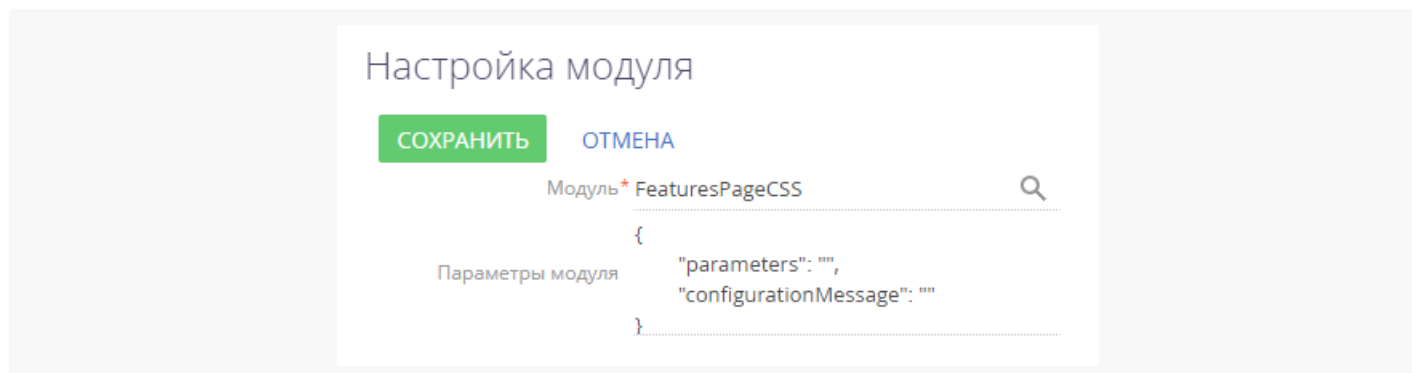 Настройка модуля
СОХРАНИТЬ ОТМЕНА
Модуль* FeaturesPageCSS
{
Параметры модуля "parameters": "",
"configurationMessage": ""
}